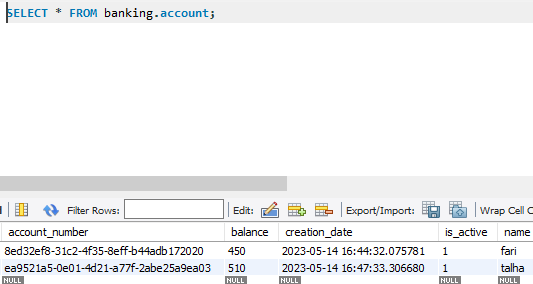 SELECT * FROM banking.account;
Filter Rows: Edit: Export/Import: Wrap Cell
account_number balance creation_date is_active name
8ed32ef8-31c2-4f35-8eff-b44adb172020 450 2023-05-14 16:44:32.075781 1 fari
ea9521a5-0e01-4d21-a77f-2abe25a9ea03 510 2023-05-14 16:47:33.306680 1 talha
NULL NULL NULL NULL NULL